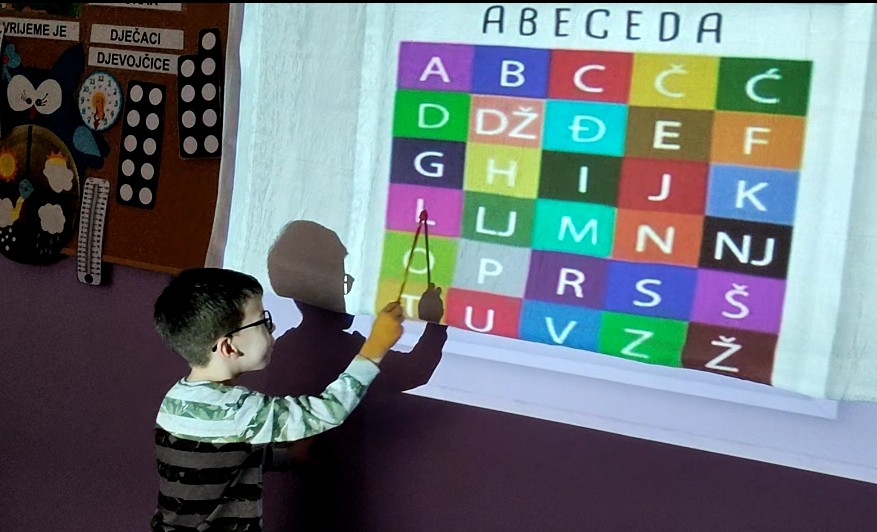 VRIJEME JE
DJEČACI
DJEVOJČICE
ABECEDA
A B C Č Ć
D DŽ Đ E F
G H I J K
L LJ M N NJ
O P R S Š
T U V Z Ž